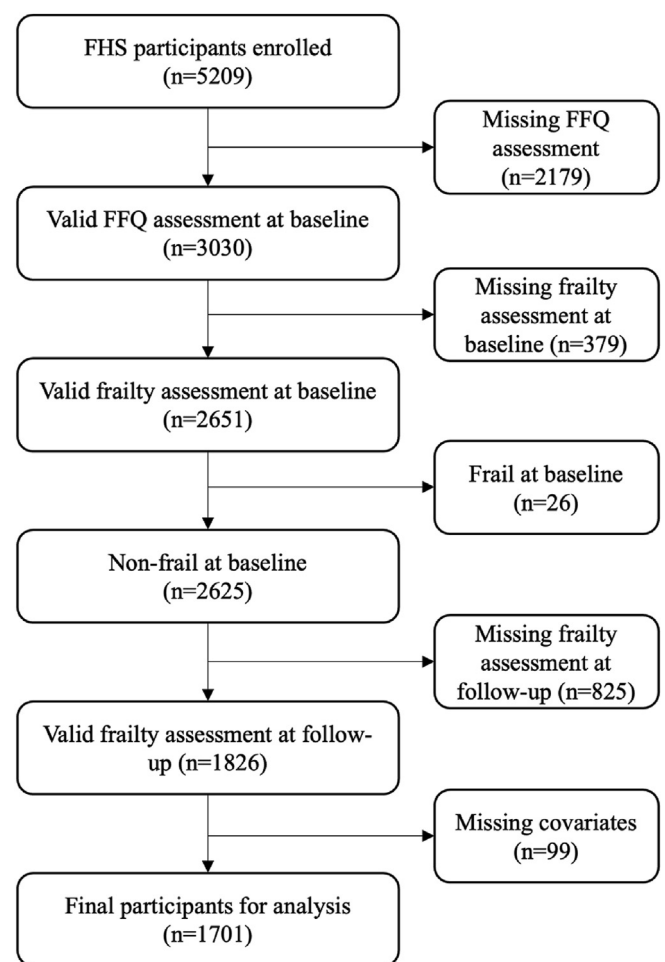 FHS participants enrolled
(n=5209)
Missing FFQ
assessment
(n=2179)
Valid FFQ assessment at baseline
(n=3030)
Missing frailty
assessment at
baseline (n=379)
Valid frailty assessment at baseline
(n=2651)
Frail at baseline
(n=26)
Non-frail at baseline
(n=2625)
Missing frailty
assessment at
follow-up (n=825)
Valid frailty assessment at follow-
up (n=1826)
Missing covariates
(n=99)
Final participants for analysis
(n=1701)